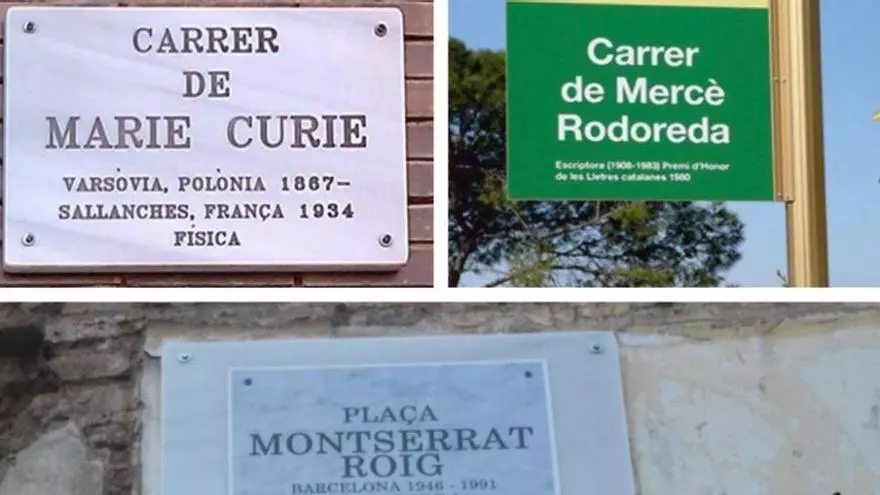 CARRER
DE
MARIE CURIE
VARSÒVIA, POLÒNIA 1867–
SALLANCHES, FRANÇA 1934
FÍSICA
Carrer
de Mercè
Rodoreda
Escriptora (1908-1983) Premi d'Honor
de les Lletres catalanes 1980
PLAÇA
MONTSERRAT
ROIG
BARCELONA 1946 - 1991